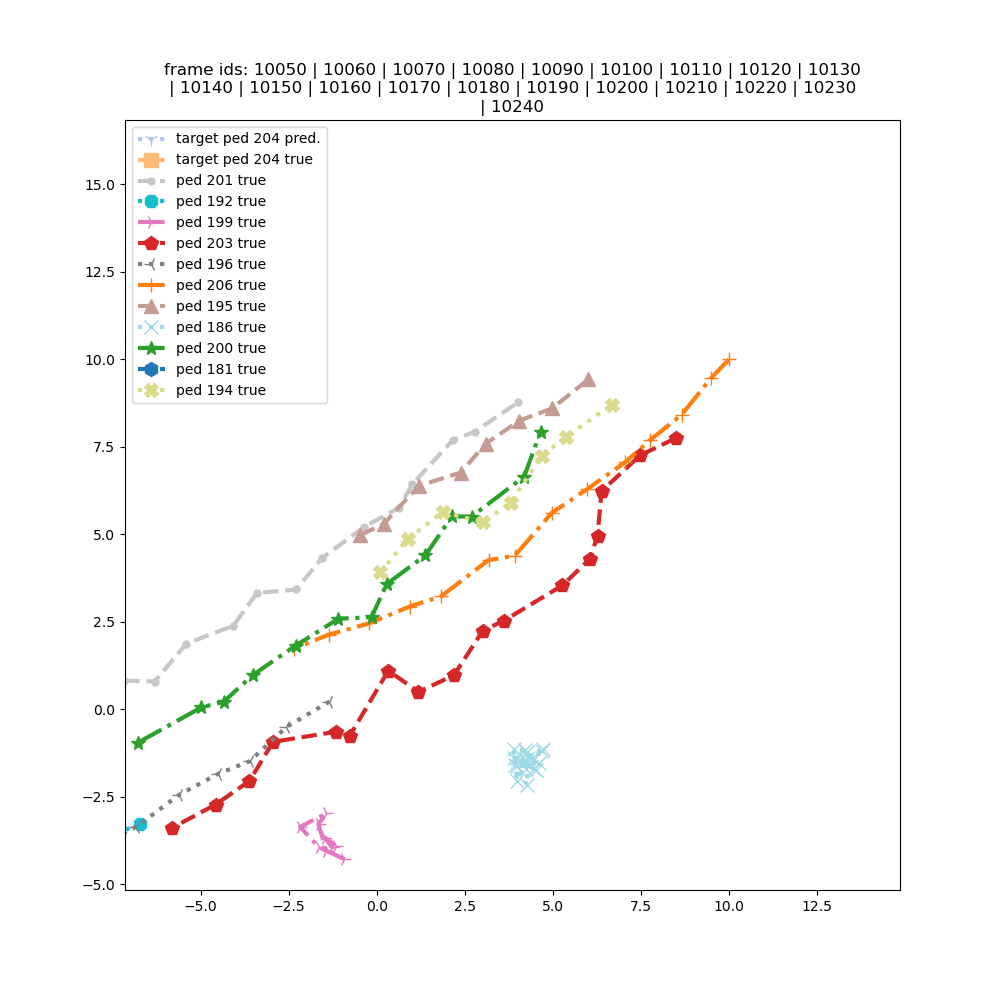 frame ids: 10050 | 10060 | 10070 | 10080 | 10090 | 10100 | 10110 | 10120 | 10130
| 10140 | 10150 | 10160 | 10170 | 10180 | 10190 | 10200 | 10210 | 10220 | 10230
| 10240
target ped 204 pred.
target ped 204 true
ped 201 true
ped 192 true
ped 199 true
ped 203 true
ped 196 true
ped 206 true
ped 195 true
ped 186 true
ped 200 true
ped 181 true
ped 194 true
15.0
12.5
10.0
7.5
5.0
2.5
0.0
−2.5
−5.0
−5.0 −2.5 0.0 2.5 5.0 7.5 10.0 12.5